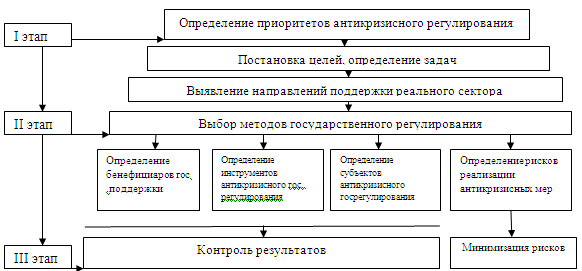 Определение приоритетов антикризисного регулирования
I этап
Постановка целей, определение задач
Выявление направлений поддержки реального сектора
II этап
Выбор методов государственного регулирования
Определение
бенефициаров гос.
поддержки
Определение
инструментов
антикризисного гос.
регулирования
Определение
субъектов
антикризисного
госрегулирования
Определение рисков
реализации
антикризисных мер
III этап
Контроль результатов
Минимизация рисков